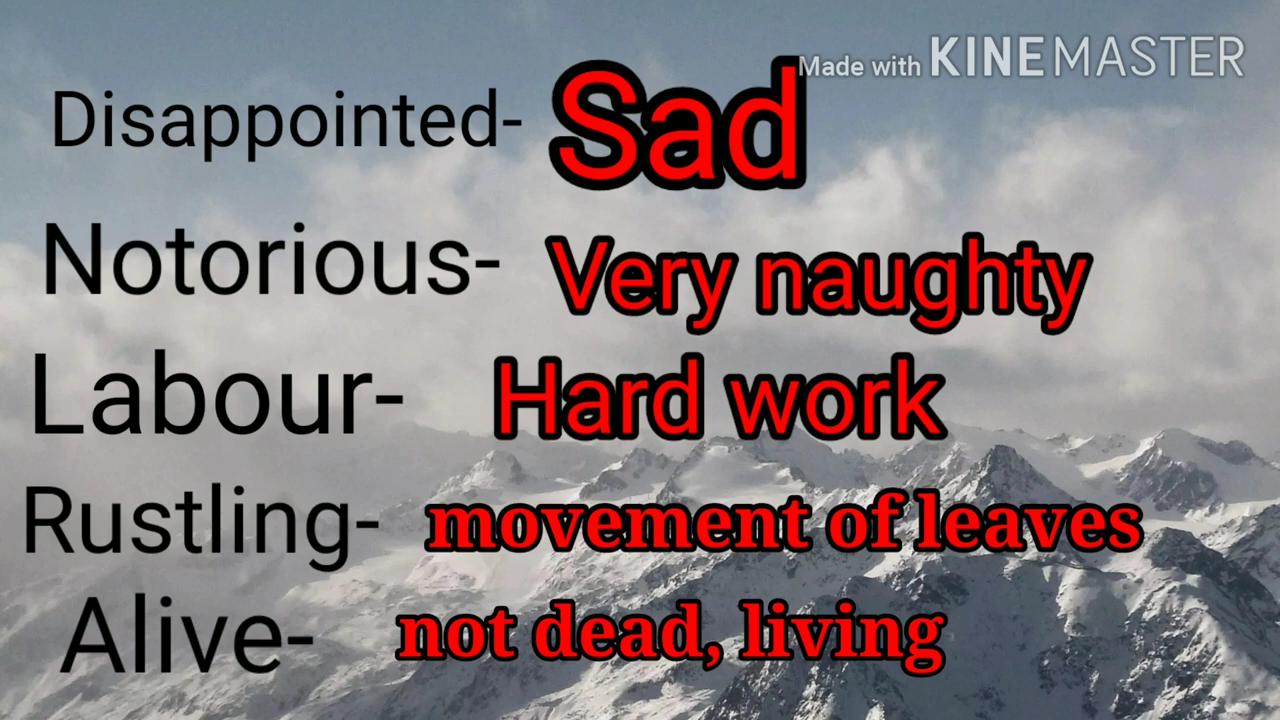 Made with KINEMASTER
Disappointed- Sad
Notorious- Very naughty
Labour- Hard work
Rustling- movement of leaves
Alive- not dead, living